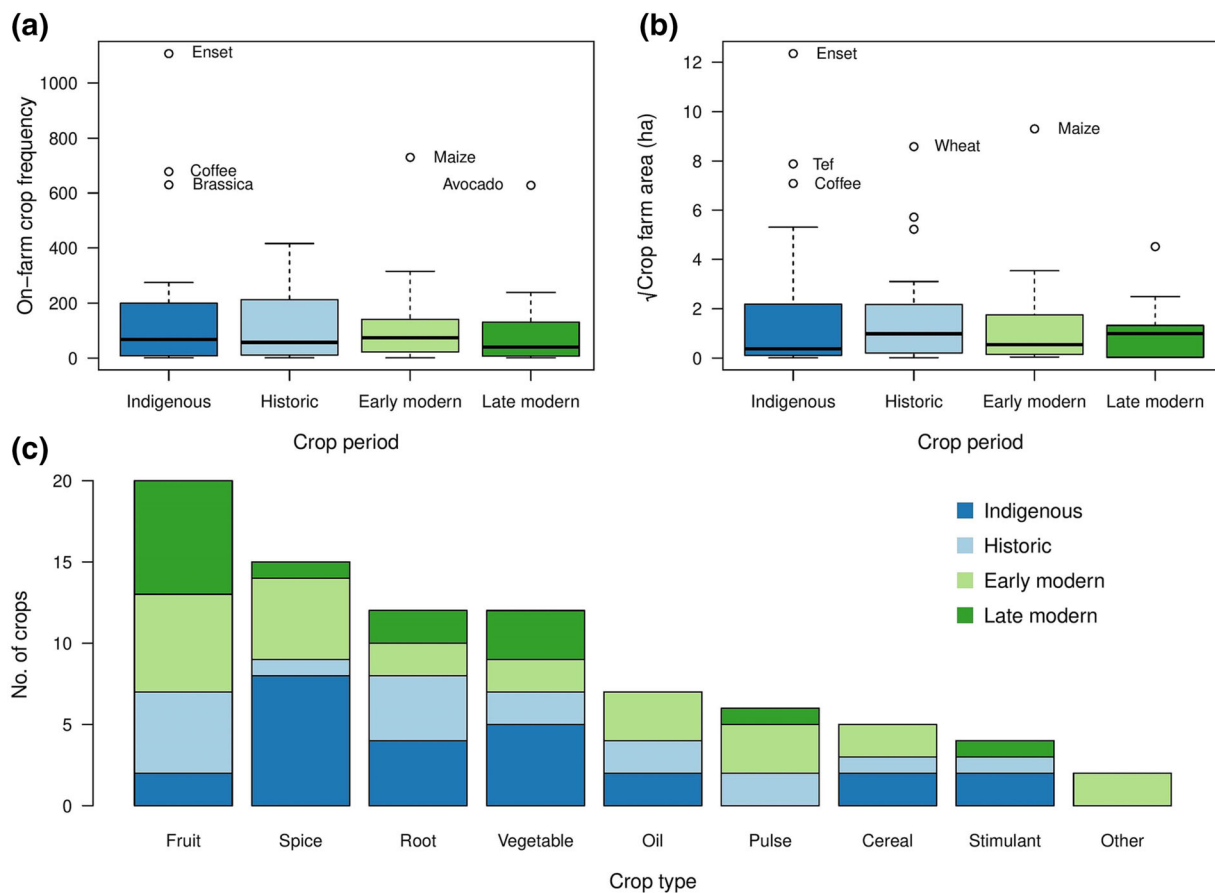 (a)
On-farm crop frequency
1000
800
600
400
200
0
Enset
Coffee
Brassica
Maize
Avocado
Indigenous Historic Early modern Late modern
Crop period
(b)
√Crop farm area (ha)
12
10
8
6
4
2
0
Enset
Tef
Coffee
Wheat
Maize
Indigenous Historic Early modern Late modern
Crop period
(c)
No. of crops
20
15
10
5
0
Indigenous
Historic
Early modern
Late modern
Fruit Spice Root Vegetable Oil Pulse Cereal Stimulant Other
Crop type